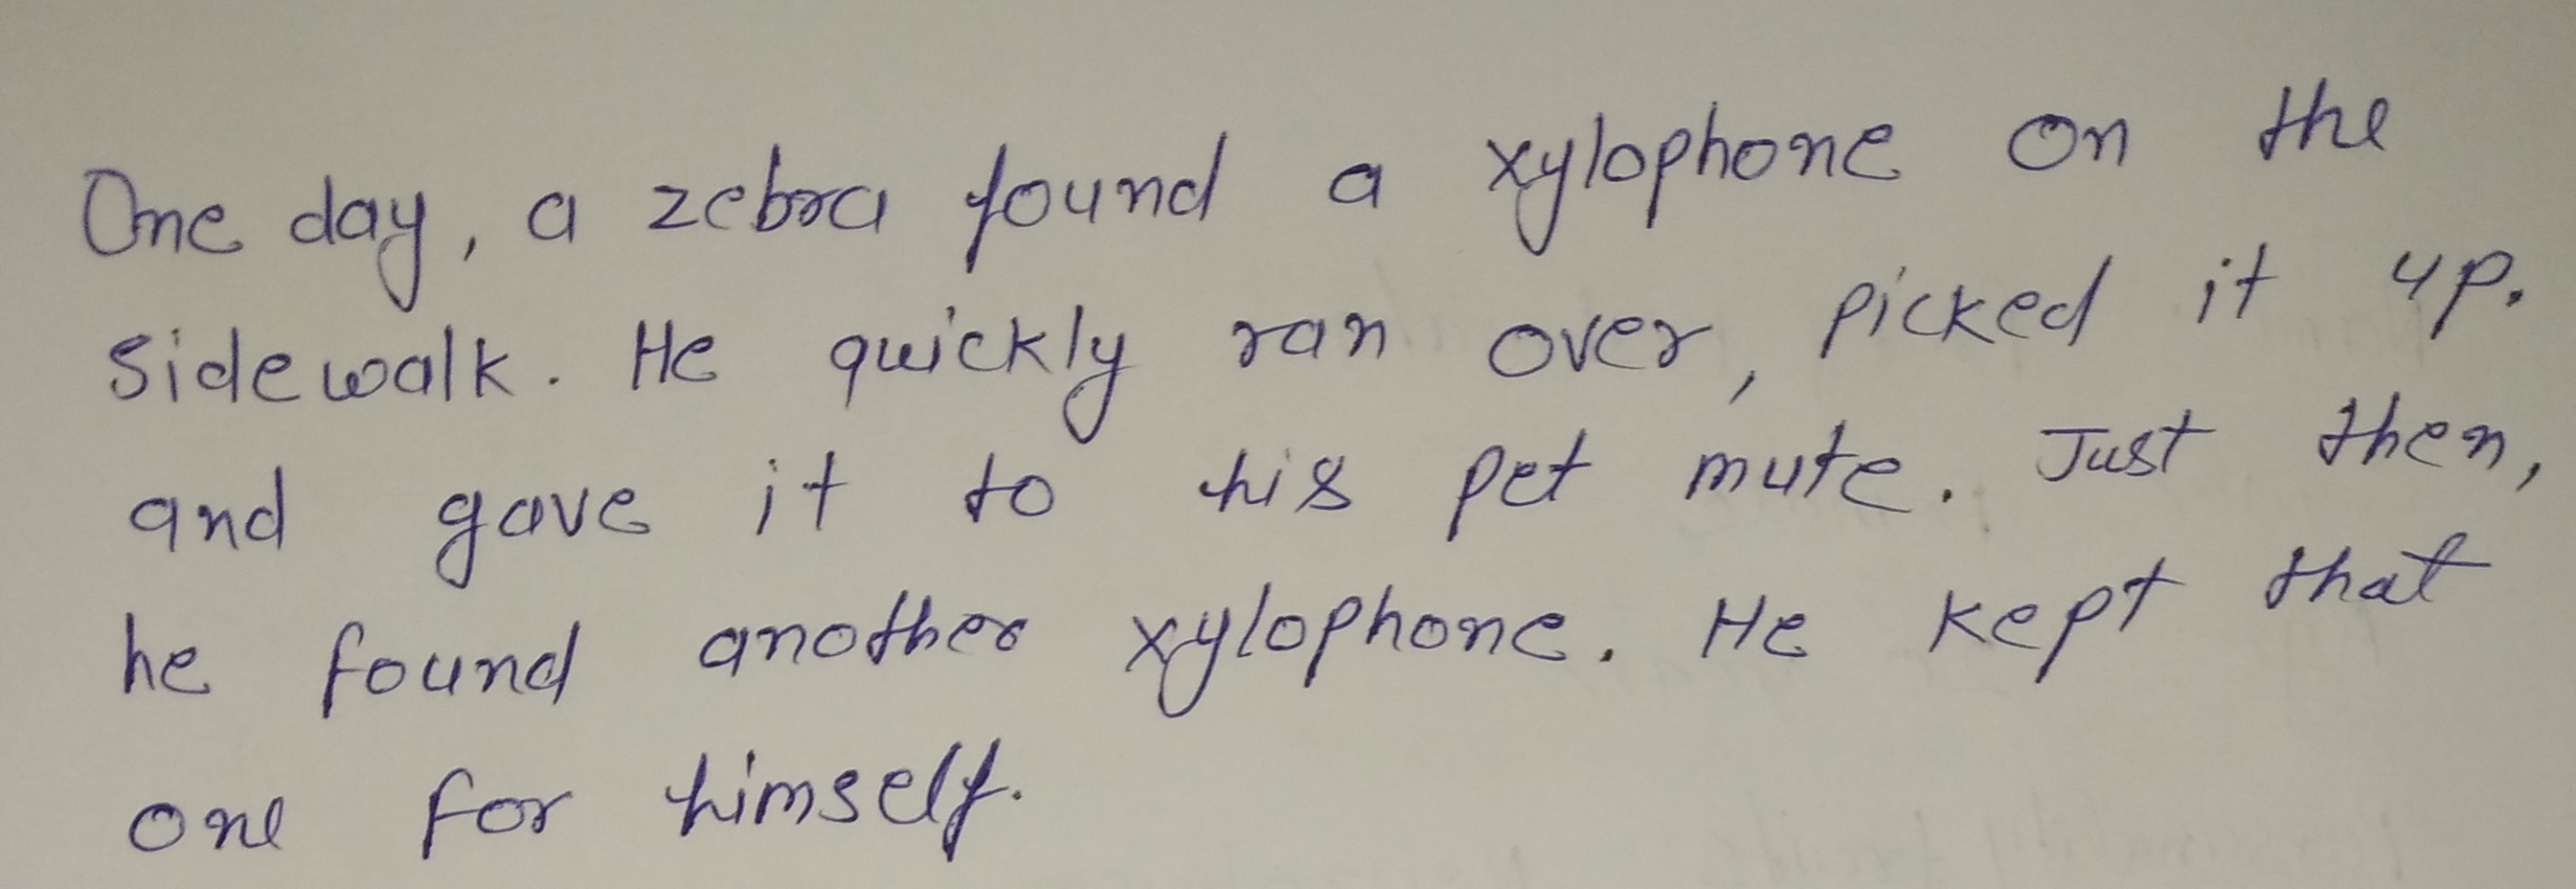 One day, a zebra found a xylophone on the
sidewalk. He quickly ran over, picked it up.
and gave it to his pet mute. Just then,
he found another xylophone. He kept that
one for himself.